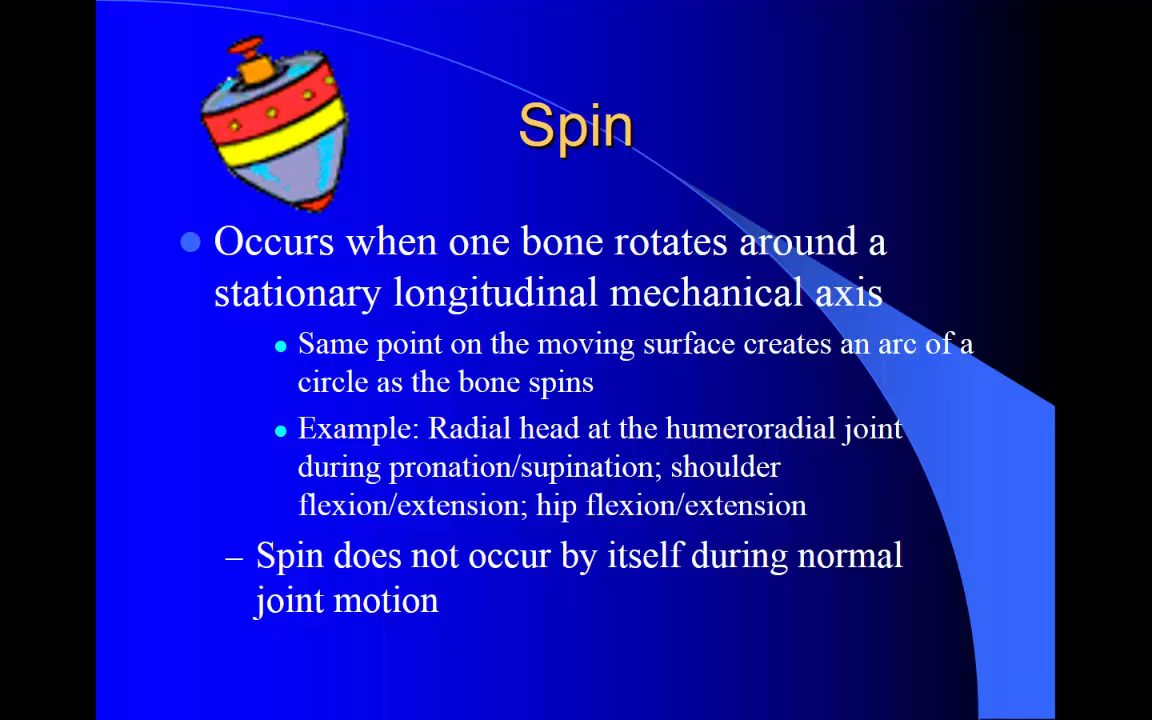 Spin
Occurs when one bone rotates around a
stationary longitudinal mechanical axis
Same point on the moving surface creates an arc of a
circle as the bone spins
Example: Radial head at the humeroradial joint
during pronation/supination; shoulder
flexion/extension; hip flexion/extension
– Spin does not occur by itself during normal
joint motion